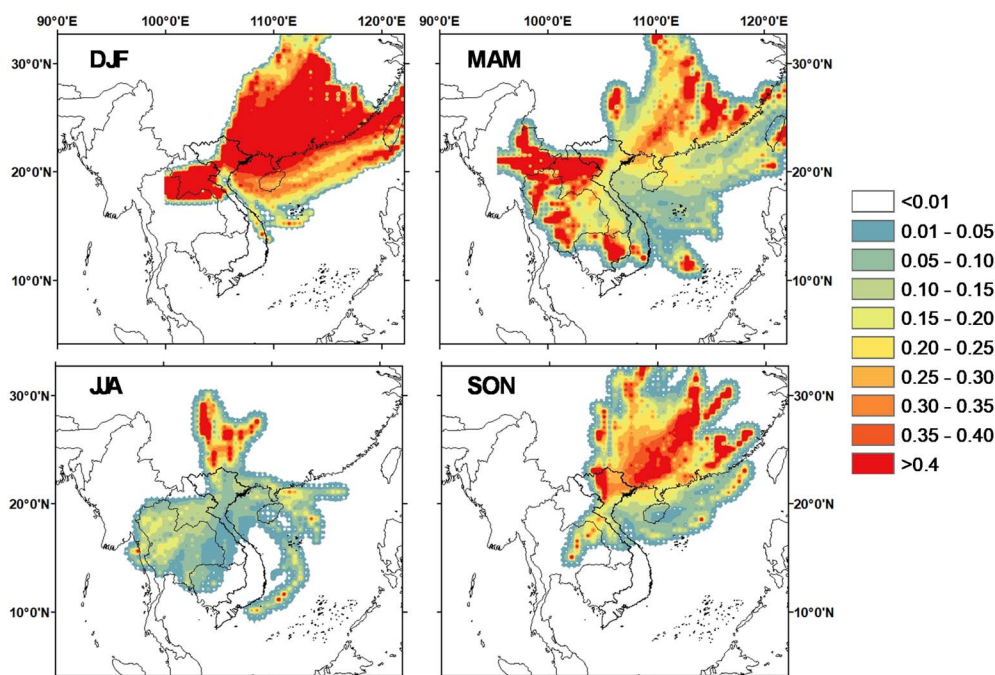 90°0'E 100°0'E 110°0'E 120°0'E 90°0'E 100°0'E 110°0'E 120°0'E
30°0'N DJF 30°0'N MAM
20°0'N 20°0'N
10°0'N 10°0'N
30°0'N JJA 30°0'N SON
20°0'N 20°0'N
10°0'N 10°0'N
<0.01
0.01 - 0.05
0.05 - 0.10
0.10 - 0.15
0.15 - 0.20
0.20 - 0.25
0.25 - 0.30
0.30 - 0.35
0.35 - 0.40
>0.4